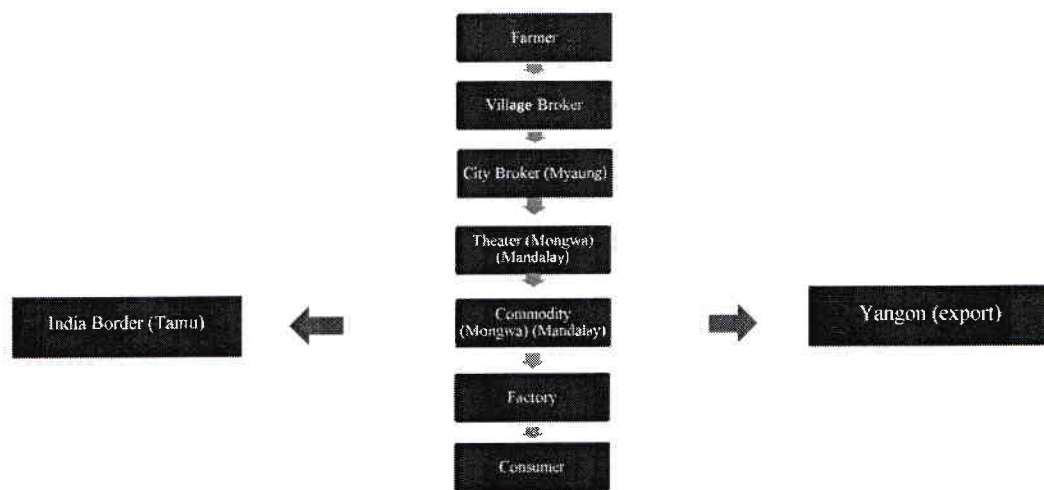 Farmer
Village Broker
City Broker (Myaung)
Theater (Mongwa)
(Mandalay)
India Border (Tamu)
Commodity
(Mongwa) (Mandalay)
Yangon (export)
Factory
Consumer